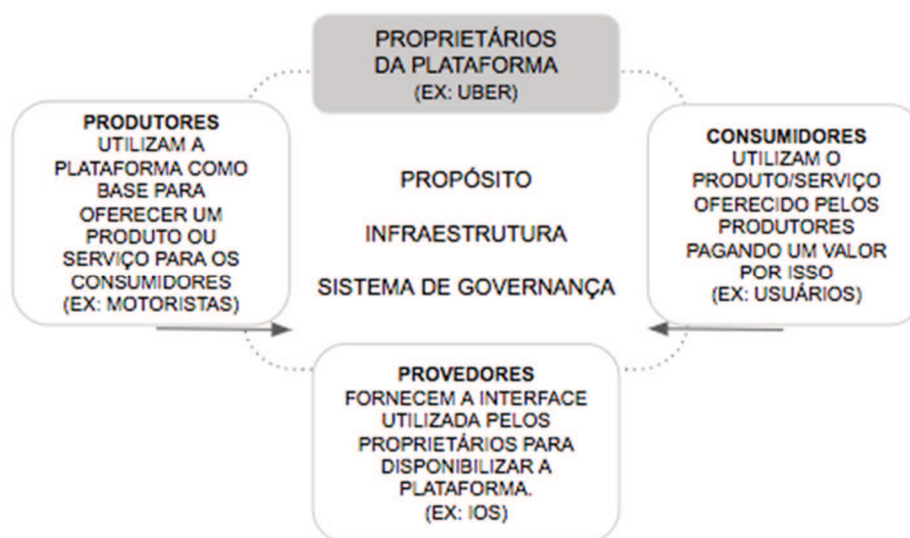 PROPRIETÁRIOS
DA PLATAFORMA
(EX: UBER)
PRODUTORES
UTILIZAM A
PLATAFORMA COMO
BASE PARA
OFERECER UM
PRODUTO OU
SERVIÇO PARA OS
CONSUMIDORES
(EX: MOTORISTAS)
PROPÓSITO
INFRAESTRUTURA
SISTEMA DE GOVERNANÇA
CONSUMIDORES
UTILIZAM O
PRODUTO/SERVIÇO
OFERECIDO PELOS
PRODUTORES
PAGANDO UM VALOR
POR ISSO
(EX: USUÁRIOS)
PROVEDORES
FORNECEM A INTERFACE
UTILIZADA PELOS
PROPRIETÁRIOS PARA
DISPONIBILIZAR A
PLATAFORMA.
(EX: IOS)